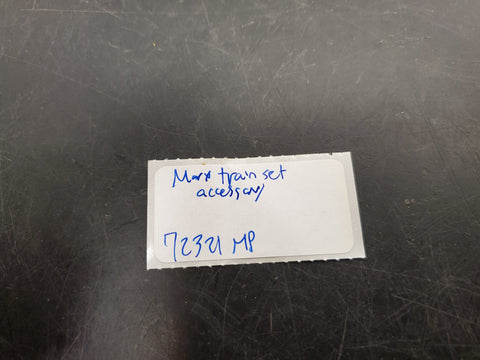 Marx train set
accessory
72321 MP